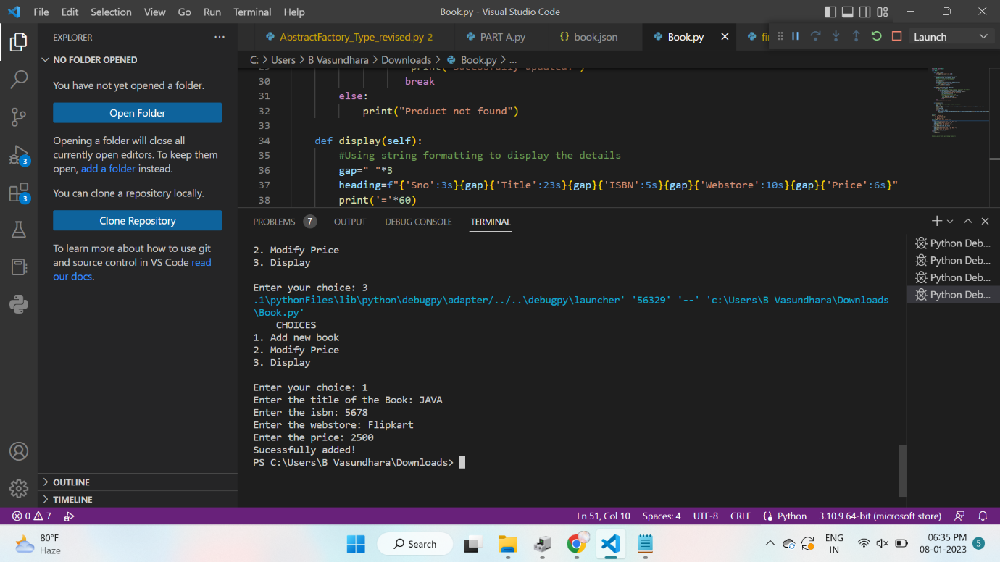 File Edit Selection View Go Run Terminal Help
Book.py - Visual Studio Code
EXPLORER
AbstractFactory_Type_revised.py 2
PART A.py
{} book.json
Book.py
Launch
NO FOLDER OPENED
C: > Users > B Vasundhara > Downloads > Book.py > ...
You have not yet opened a folder.
Open Folder
Opening a folder will close all
currently open editors. To keep them
open, add a folder instead.
You can clone a repository locally.
Clone Repository
To learn more about how to use git
and source control in VS Code read
our docs.
OUTLINE
TIMELINE
30 break
31 else:
32 print("Product not found")
33
34 def display(self):
35 #Using string formatting to display the details
36 gap=" "*3
37 heading=f"{'Sno':3s}{gap}{'Title':23s}{gap}{'ISBN':5s}{gap}{'Webstore':10s}{gap}{'Price':6s}"
38 print('='*60)
PROBLEMS 7 OUTPUT DEBUG CONSOLE TERMINAL
2. Modify Price
3. Display
Enter your choice: 3
.1\pythonFiles\lib\python\debugpy\adapter/../..\debugpy\launcher' '56329' '--' 'c:\Users\B Vasundhara\Downloads
\Book.py'
CHOICES
1. Add new book
2. Modify Price
3. Display
Enter your choice: 1
Enter the title of the Book: JAVA
Enter the isbn: 5678
Enter the webstore: Flipkart
Enter the price: 2500
Sucessfully added!
PS C:\Users\B Vasundhara\Downloads>
Python Deb...
Python Deb...
Python Deb...
Python Deb...
3
3
0 7
Ln 51, Col 10 Spaces: 4 UTF-8 CRLF Python 3.10.9 64-bit (microsoft store)
80°F
Haze
Search
ENG
IN
06:35 PM
08-01-2023
5